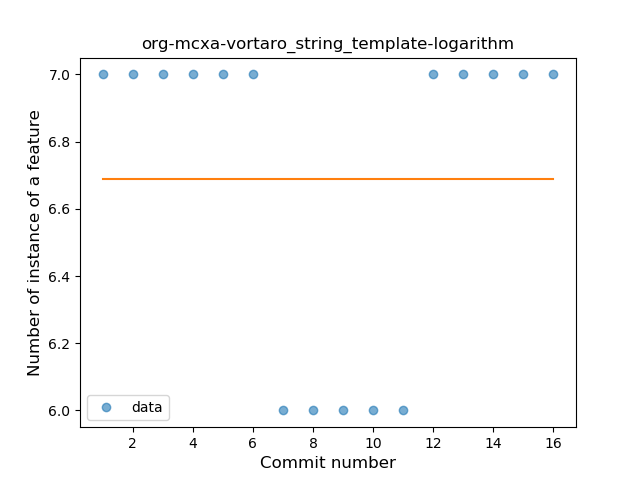 org-mcxa-vortaro_string_template-logarithm
Number of instance of a feature
7.0
6.8
6.6
6.4
6.2
6.0
data
2 4 6 8 10 12 14 16
Commit number